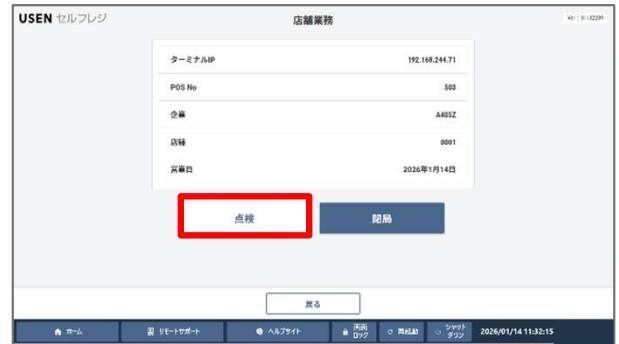 USEN セルフレジ
店舗業務
ターミナルIP 192.168.244.71
POS No 503
企業 A405Z
店舗 0001
営業日 2026年1月14日
点検
閉局
戻る
ホーム
リモートサポート
ヘルプサイト
画面
ロック
再起動
シャット
ダウン
2026/01/14 11:32:15